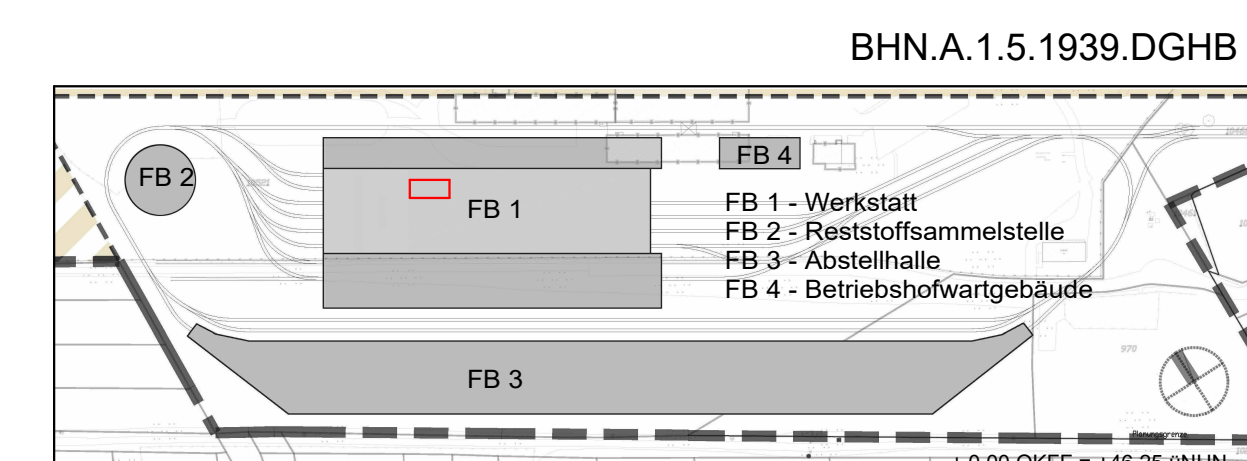 BHN.A.1.5.1939.DGHB
FB 4
FB 2
FB 1
FB 1 - Werkstatt
FB 2 - Reststoffsammelstelle
FB 3 - Abstellhalle
FB 4 - Betriebshofwartgebäude
970
FB 3
Planungsgrenze